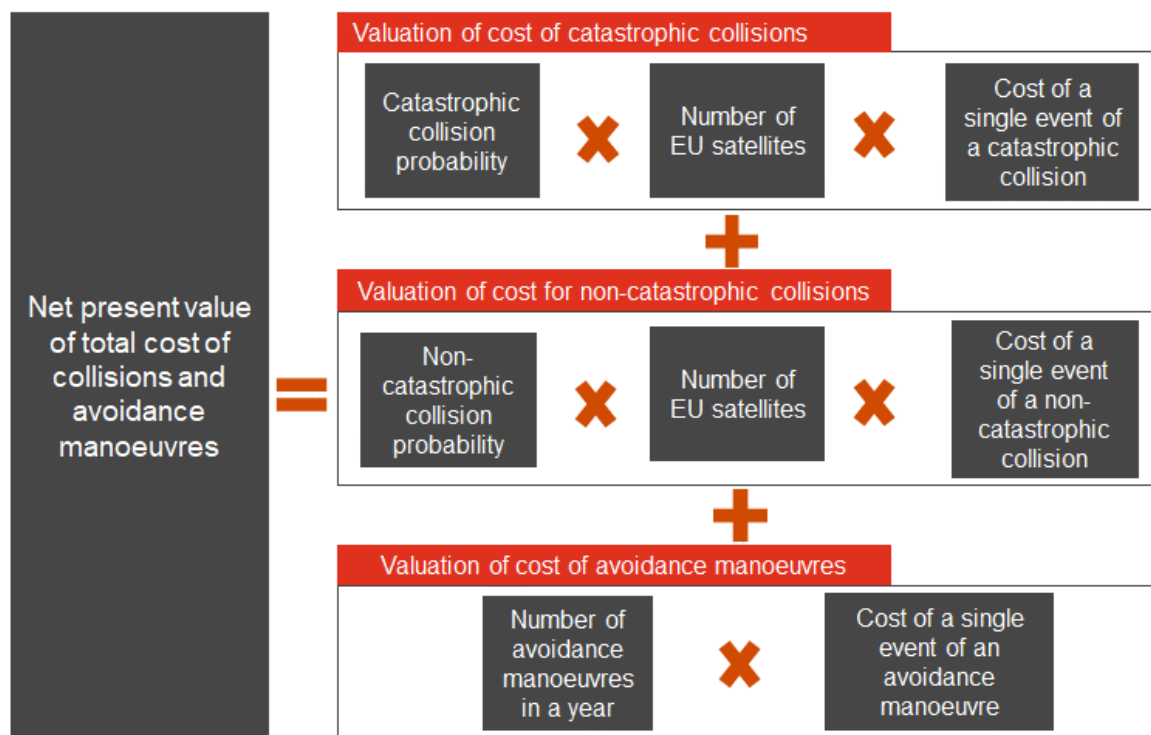 Net present value
of total cost of
collisions and
avoidance
manoeuvres
=
Valuation of cost of catastrophic collisions
Catastrophic
collision
probability
×
Number of
EU satellites
×
Cost of a
single event of
a catastrophic
collision
+
Valuation of cost for non-catastrophic collisions
Non-
catastrophic
collision
probability
×
Number of
EU satellites
×
Cost of a
single event
of a non-
catastrophic
collision
+
Valuation of cost of avoidance manoeuvres
Number of
avoidance
manoeuvres
in a year
×
Cost of a single
event of an
avoidance
manoeuvre